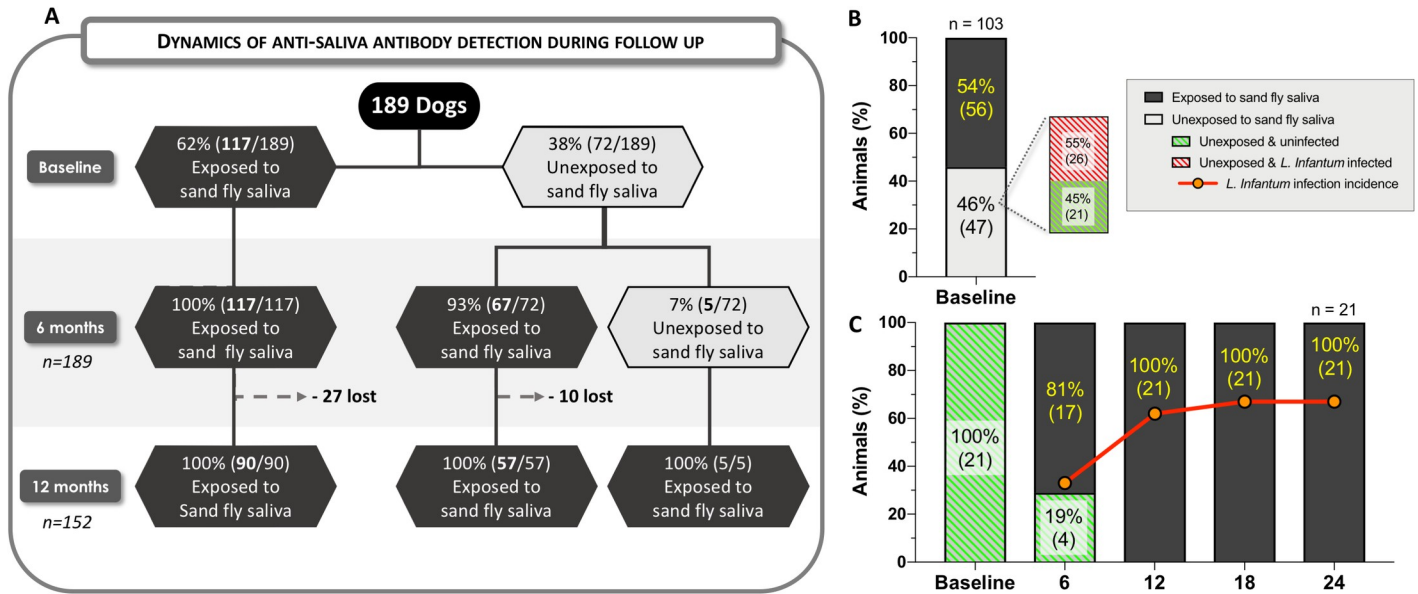 A
DYNAMICS OF ANTI-SALIVA ANTIBODY DETECTION DURING FOLLOW UP
189 Dogs
Baseline
62% (117/189)
Exposed to
sand fly saliva
38% (72/189)
Unexposed to
sand fly saliva
6 months
n=189
100% (117/117)
Exposed to
sand fly saliva
93% (67/72)
Exposed to
sand fly saliva
7% (5/72)
Unexposed to
sand fly saliva
- 27 lost
- 10 lost
12 months
n=152
100% (90/90)
Exposed to
Sand fly saliva
100% (57/57)
Exposed to
sand fly saliva
100% (5/5)
Exposed to
sand fly saliva
B
n = 103
Animals (%)
100
80
60
40
20
0
54%
(56)
46%
(47)
Baseline
55%
(26)
45%
(21)
Exposed to sand fly saliva
Unexposed to sand fly saliva
Unexposed & uninfected
Unexposed & L. Infantum infected
L. Infantum infection incidence
C
n = 21
Animals (%)
100
80
60
40
20
0
100%
(21)
81%
(17)
19%
(4)
100%
(21)
100%
(21)
100%
(21)
Baseline
6
12
18
24